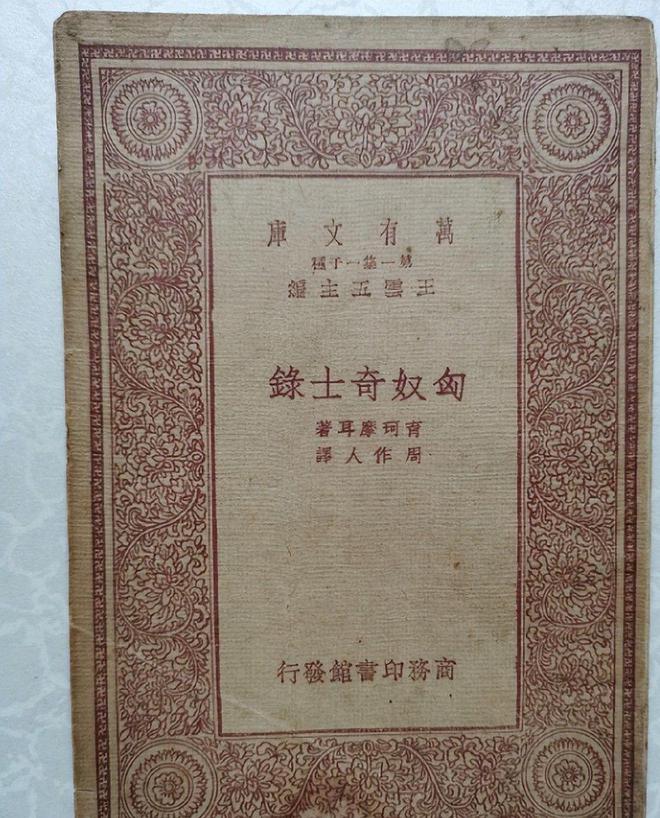 萬有文庫
第一集一千種
王雲五主編
匈奴奇士錄
育珂摩耳著
周作人譯
商務印書館發行